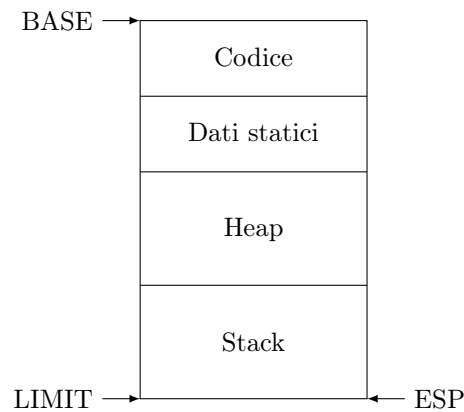 BASE
Codice
Dati statici
Heap
Stack
LIMIT
ESP